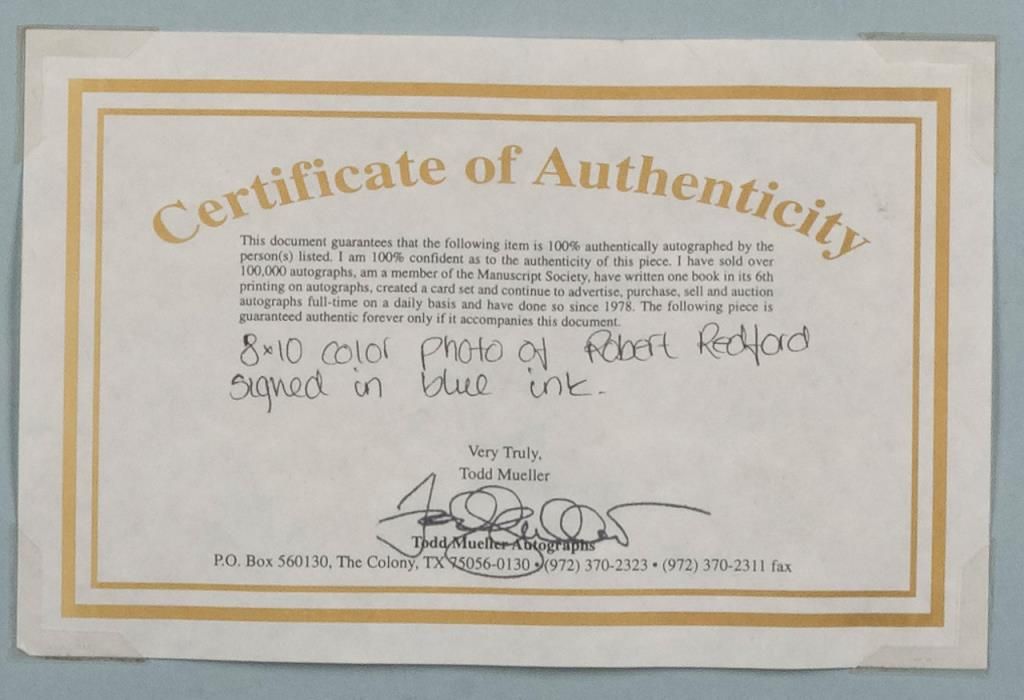 Certificate of Authenticity
This document guarantees that the following item is 100% authentically autographed by the
person(s) listed. I am 100% confident as to the authenticity of this piece. I have sold over
100,000 autographs, am a member of the Manuscript Society, have written one book in its 6th
printing on autographs, created a card set and continue to advertise, purchase, sell and auction
autographs full-time on a daily basis and have done so since 1978. The following piece is
guaranteed authentic forever only if it accompanies this document.
8x10 color photo of Robert Redford
signed in blue ink.
Very Truly,
Todd Mueller
Todd Mueller
Todd Mueller Autographs
P.O. Box 560130, The Colony, TX 75056-0130 • (972) 370-2323 • (972) 370-2311 fax